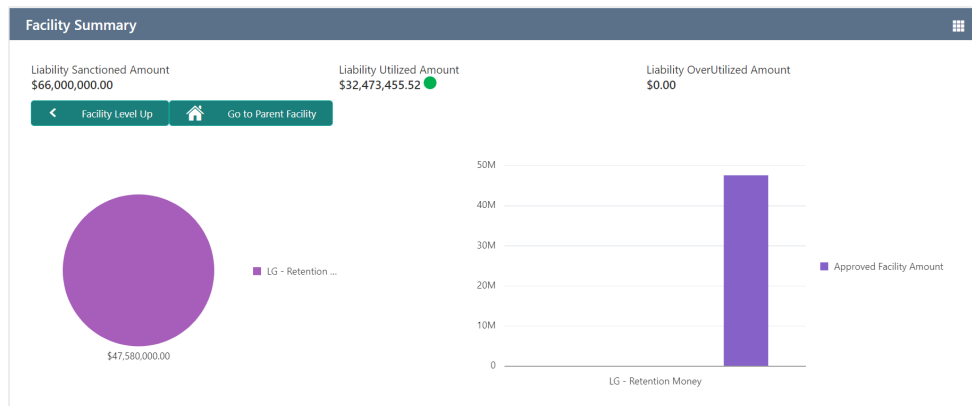 Facility Summary
Liability Sanctioned Amount
$66,000,000.00
Liability Utilized Amount
$32,473,455.52
Liability OverUtilized Amount
$0.00
Facility Level Up
Go to Parent Facility
LG - Retention ...
$47,580,000.00
50M
40M
30M
20M
10M
0
LG - Retention Money
Approved Facility Amount